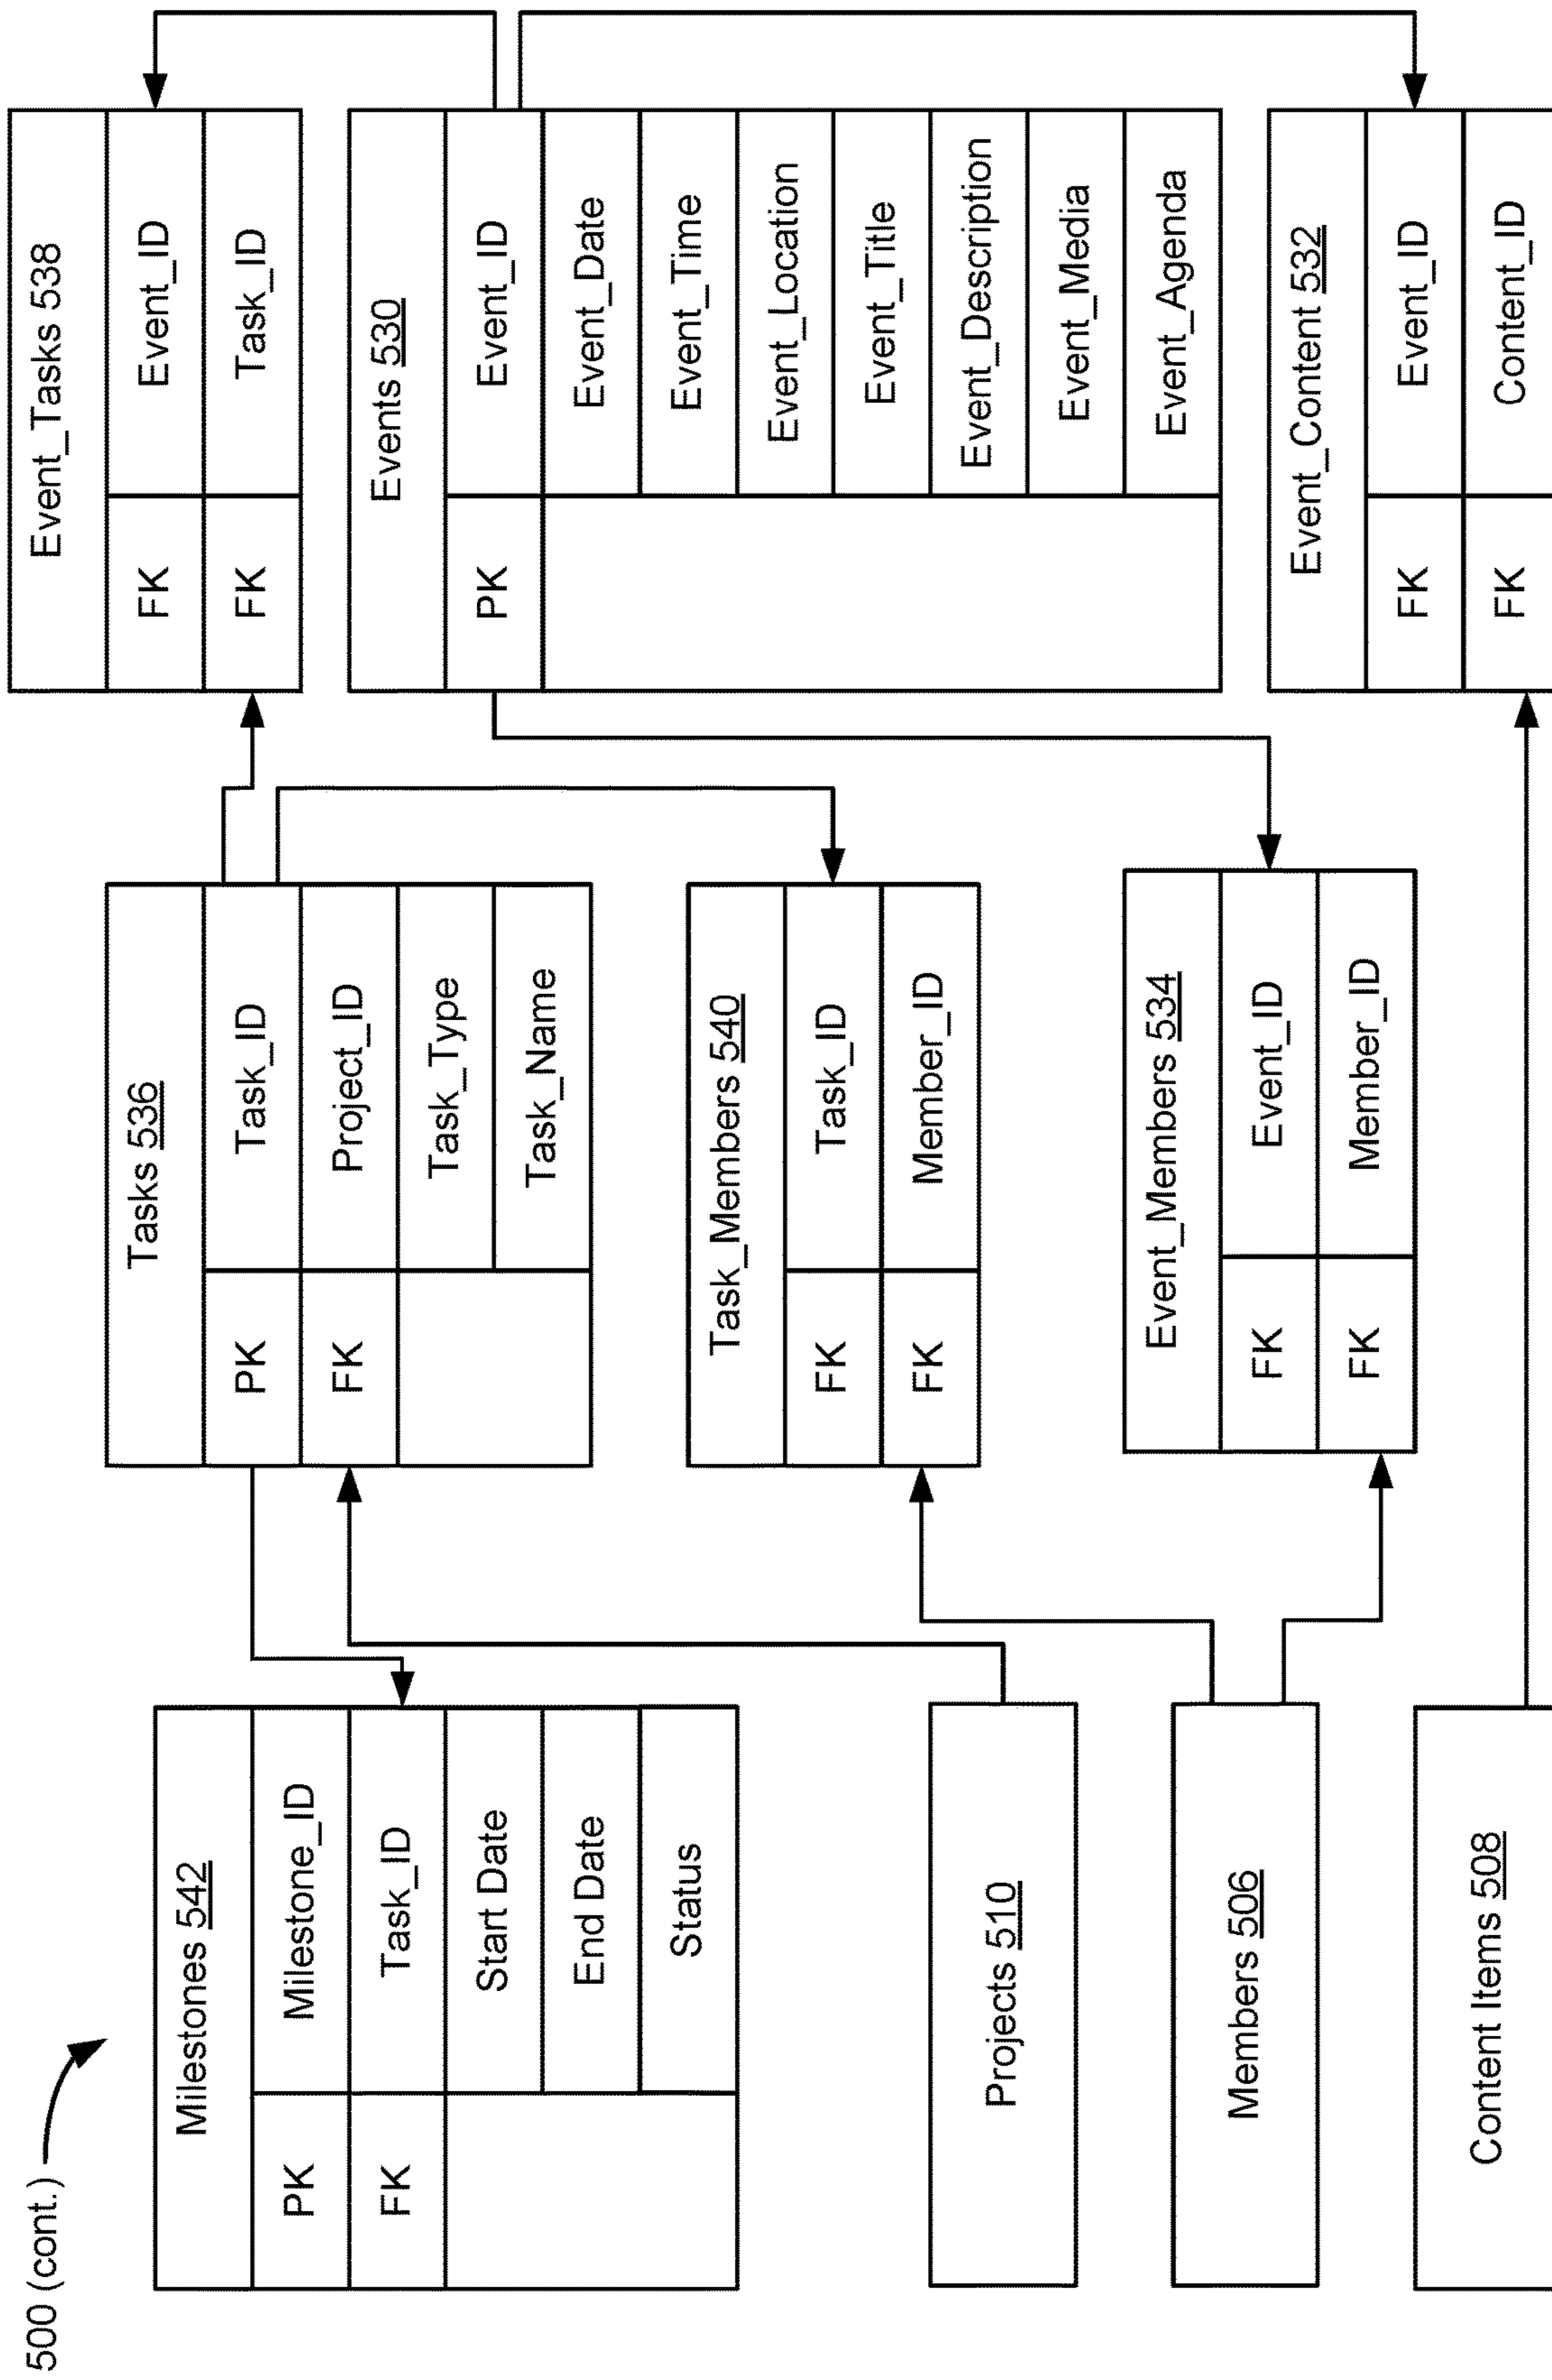 500 (cont.)
Milestones 542
PK Milestone_ID
FK Task_ID
Start Date
End Date
Status
Projects 510
Members 506
Content Items 508
Tasks 536
PK Task_ID
FK Project_ID
Task_Type
Task_Name
Task_Members 540
FK Task_ID
FK Member_ID
Event_Members 534
FK Event_ID
FK Member_ID
Event_Tasks 538
FK Event_ID
FK Task_ID
Events 530
PK Event_ID
Event_Date
Event_Time
Event_Location
Event_Title
Event_Description
Event_Media
Event_Agenda
Event_Content 532
FK Event_ID
FK Content_ID